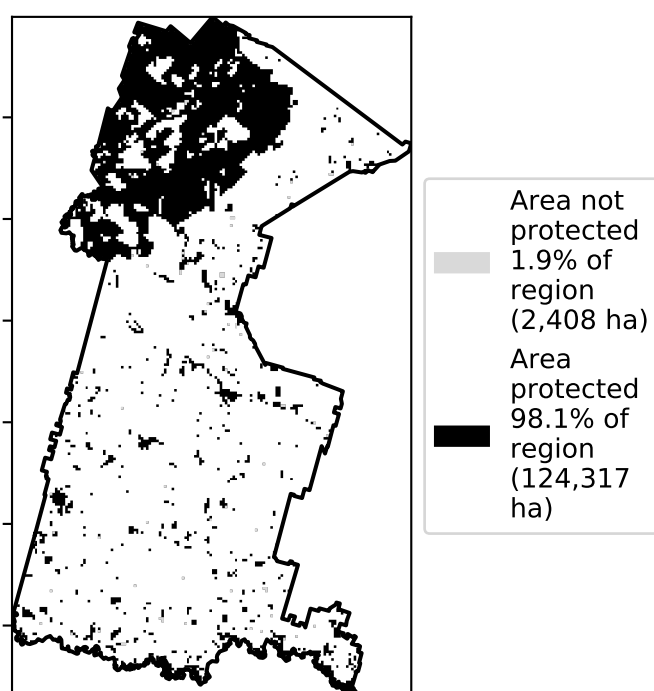 Area not
protected
1.9% of
region
(2,408 ha)
Area
protected
98.1% of
region
(124,317
ha)